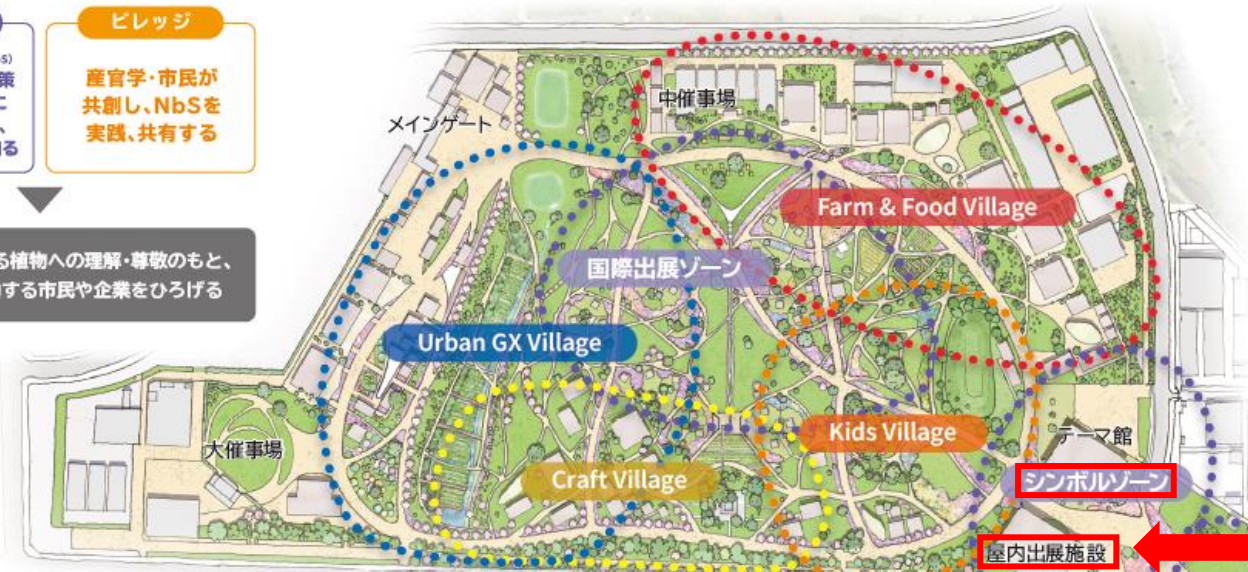 ビレッジ
産官学・市民が
共創し、NbSを
実践、共有する
S)
策
に
、
る
る植物への理解・尊敬のもと、
する市民や企業をひろげる
メインゲート
中催事場
Farm & Food Village
国際出展ゾーン
Urban GX Village
大催事場
Kids Village
Craft Village
テーマ館
シンボルゾーン
屋内出展施設